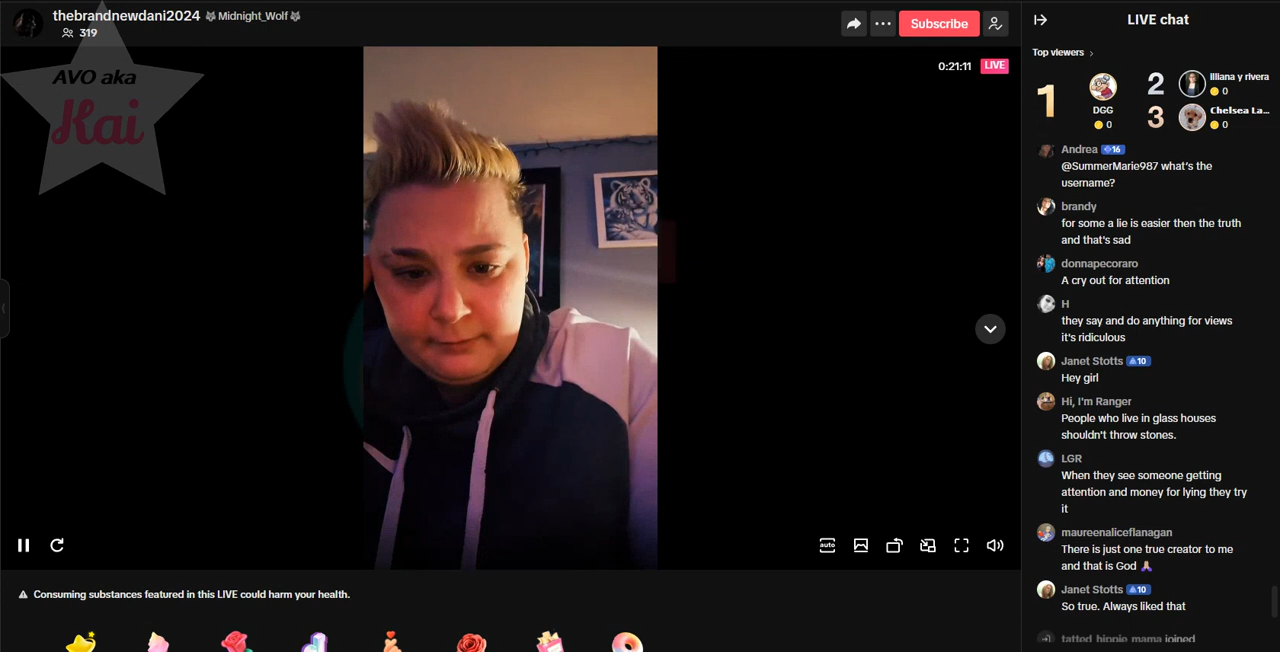 thebrandnewdani2024 🐺Midnight_Wolf🐺
319
Subscribe
AVO aka
Kai
0:21:11 LIVE
LIVE chat
Top viewers
1
DGG
0
2
illiana y rivera
0
3
Chelsea La...
0
Andrea 16
@SummerMarie987 what's the
username?
brandy
for some a lie is easier then the truth
and that's sad
donnapecoraro
A cry out for attention
H
they say and do anything for views
it's ridiculous
Janet Stotts 10
Hey girl
Hi, I'm Ranger
People who live in glass houses
shouldn't throw stones.
LGR
When they see someone getting
attention and money for lying they try
it
maureenaliceflanagan
There is just one true creator to me
and that is God 🙏🏼
Janet Stotts 10
So true. Always liked that
tatted_hippie_mama joined
auto
Consuming substances featured in this LIVE could harm your health.